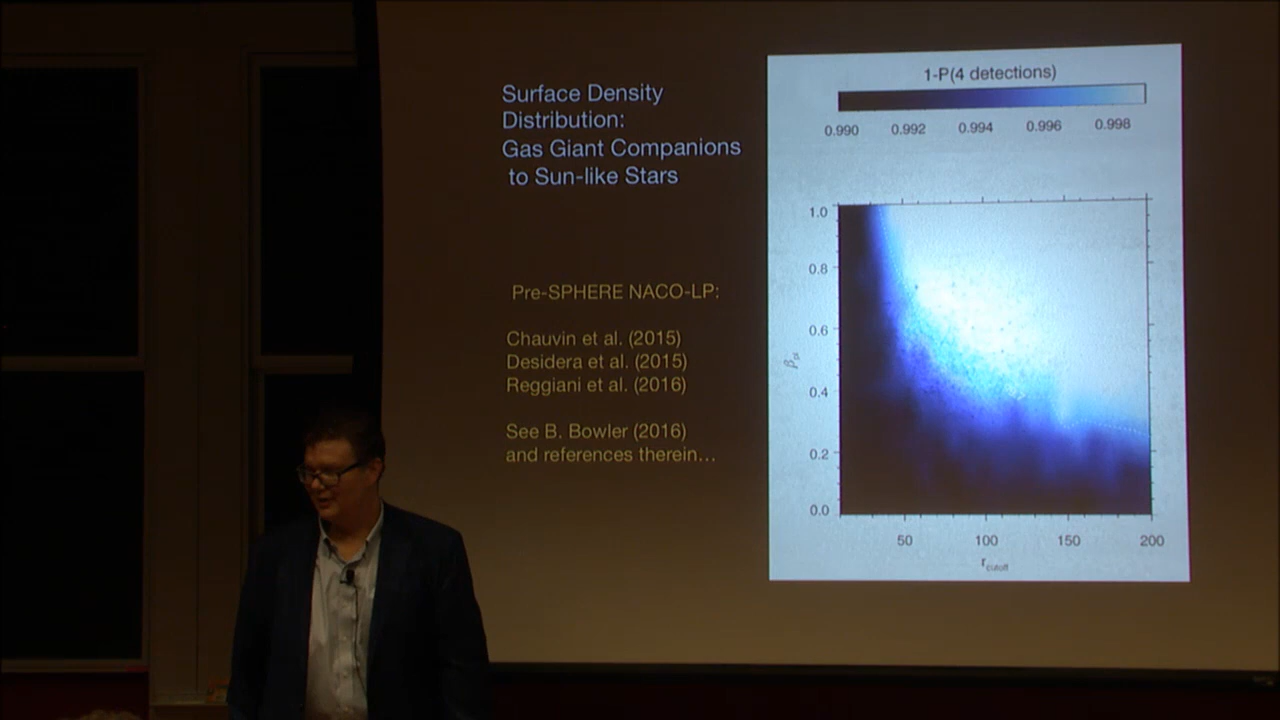 Surface Density
Distribution:
Gas Giant Companions
to Sun-like Stars
Pre-SPHERE NACO-LP:
Chauvin et al. (2015)
Desidera et al. (2015)
Reggiani et al. (2016)
See B. Bowler (2016)
and references therein...
1-P(4 detections)
0.990 0.992 0.994 0.996 0.998
1.0
0.8
0.6
0.4
0.2
0.0
50 100 150 200
r cutoff